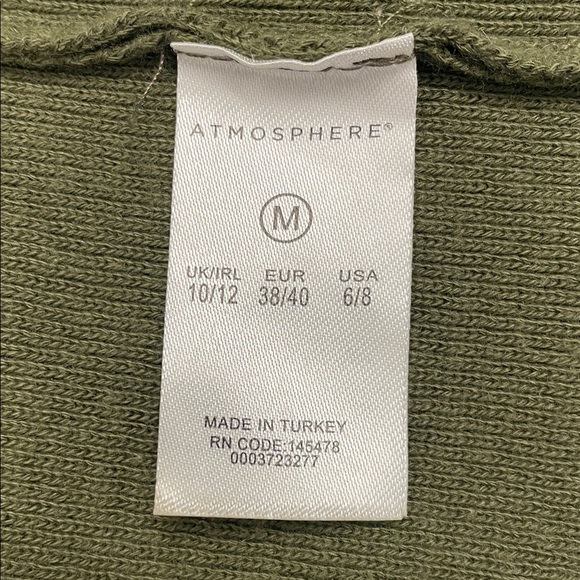 ATMOSPHERE®
M
UK/IRL EUR USA
10/12 38/40 6/8
MADE IN TURKEY
RN CODE:145478
0003723277